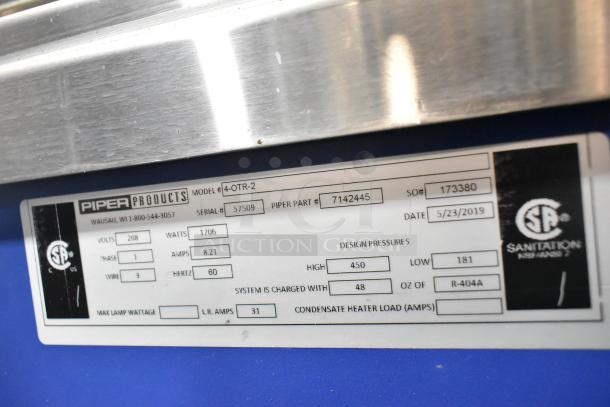 PIPER PRODUCTS MODEL # 4-OTR-2
WAUSAU, WI 1-800-544-3057 SERIAL # 57509 PIPER PART # 7142445 SO# 173380
DATE 5/23/2019
VOLTS 208 WATTS 1706
PHASE 1 AMPS 8.21
WIRE 3 HERTZ 60
DESIGN PRESSURES
HIGH 450 LOW 181
SYSTEM IS CHARGED WITH 48 OZ OF R-404A
MAX LAMP WATTAGE L.R. AMPS 31 CONDENSATE HEATER LOAD (AMPS)
C US
SANITATION
AUCTION GROUP